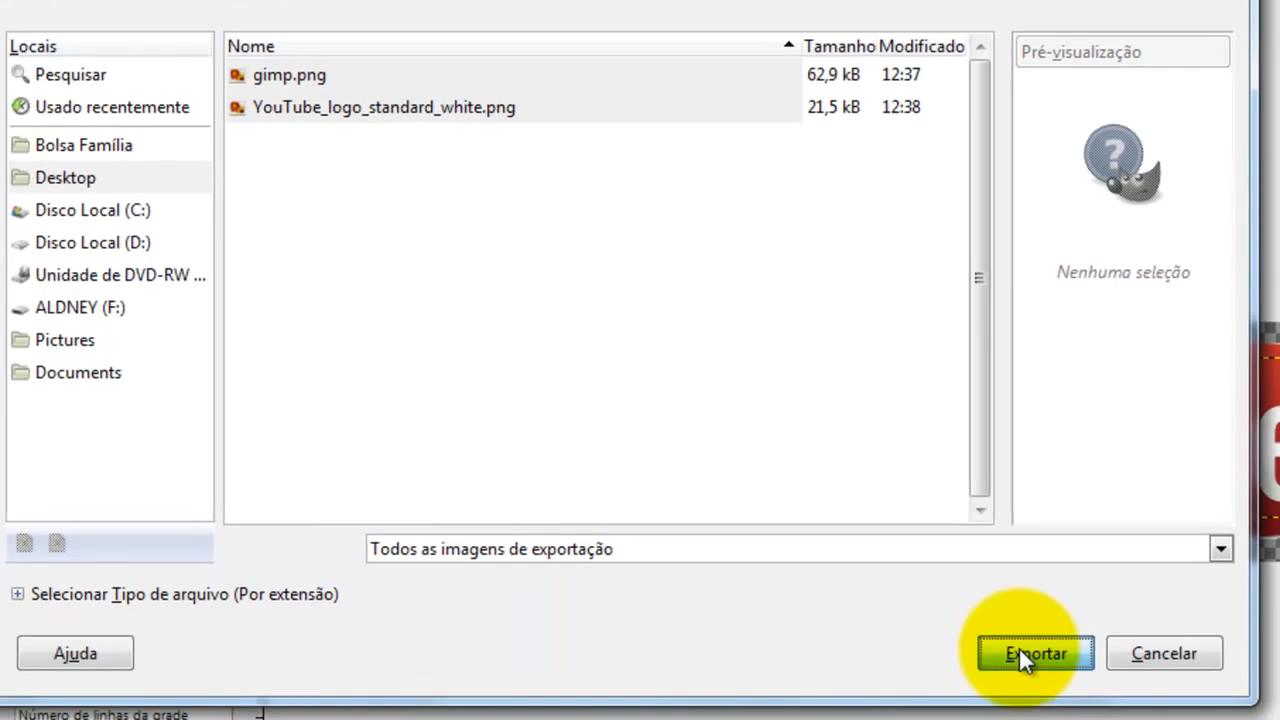 Locais
Nome
Tamanho
Modificado
Pré-visualização
Pesquisar
gimp.png
62,9 kB
12:37
Usado recentemente
YouTube_logo_standard_white.png
21,5 kB
12:38
Bolsa Família
Desktop
Disco Local (C:)
Disco Local (D:)
Unidade de DVD-RW ...
Nenhuma seleção
ALDNEY (F:)
Pictures
Documents
Todos as imagens de exportação
Selecionar Tipo de arquivo (Por extensão)
Ajuda
Exportar
Cancelar
Número de linhas da grade